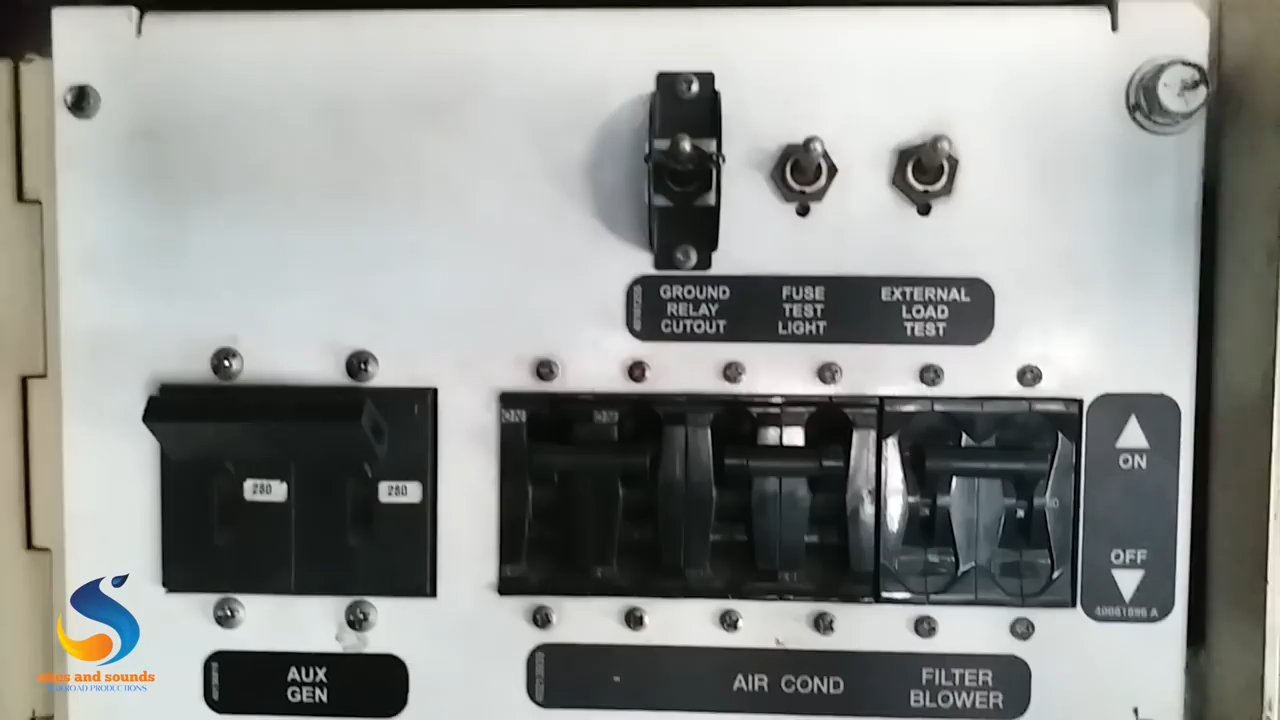 GROUND
RELAY
CUTOUT
FUSE
TEST
LIGHT
EXTERNAL
LOAD
TEST
ON
ON
280
280
ON
OFF
AUX
GEN
AIR COND
FILTER
BLOWER
sites and sounds
RAILROAD PRODUCTIONS